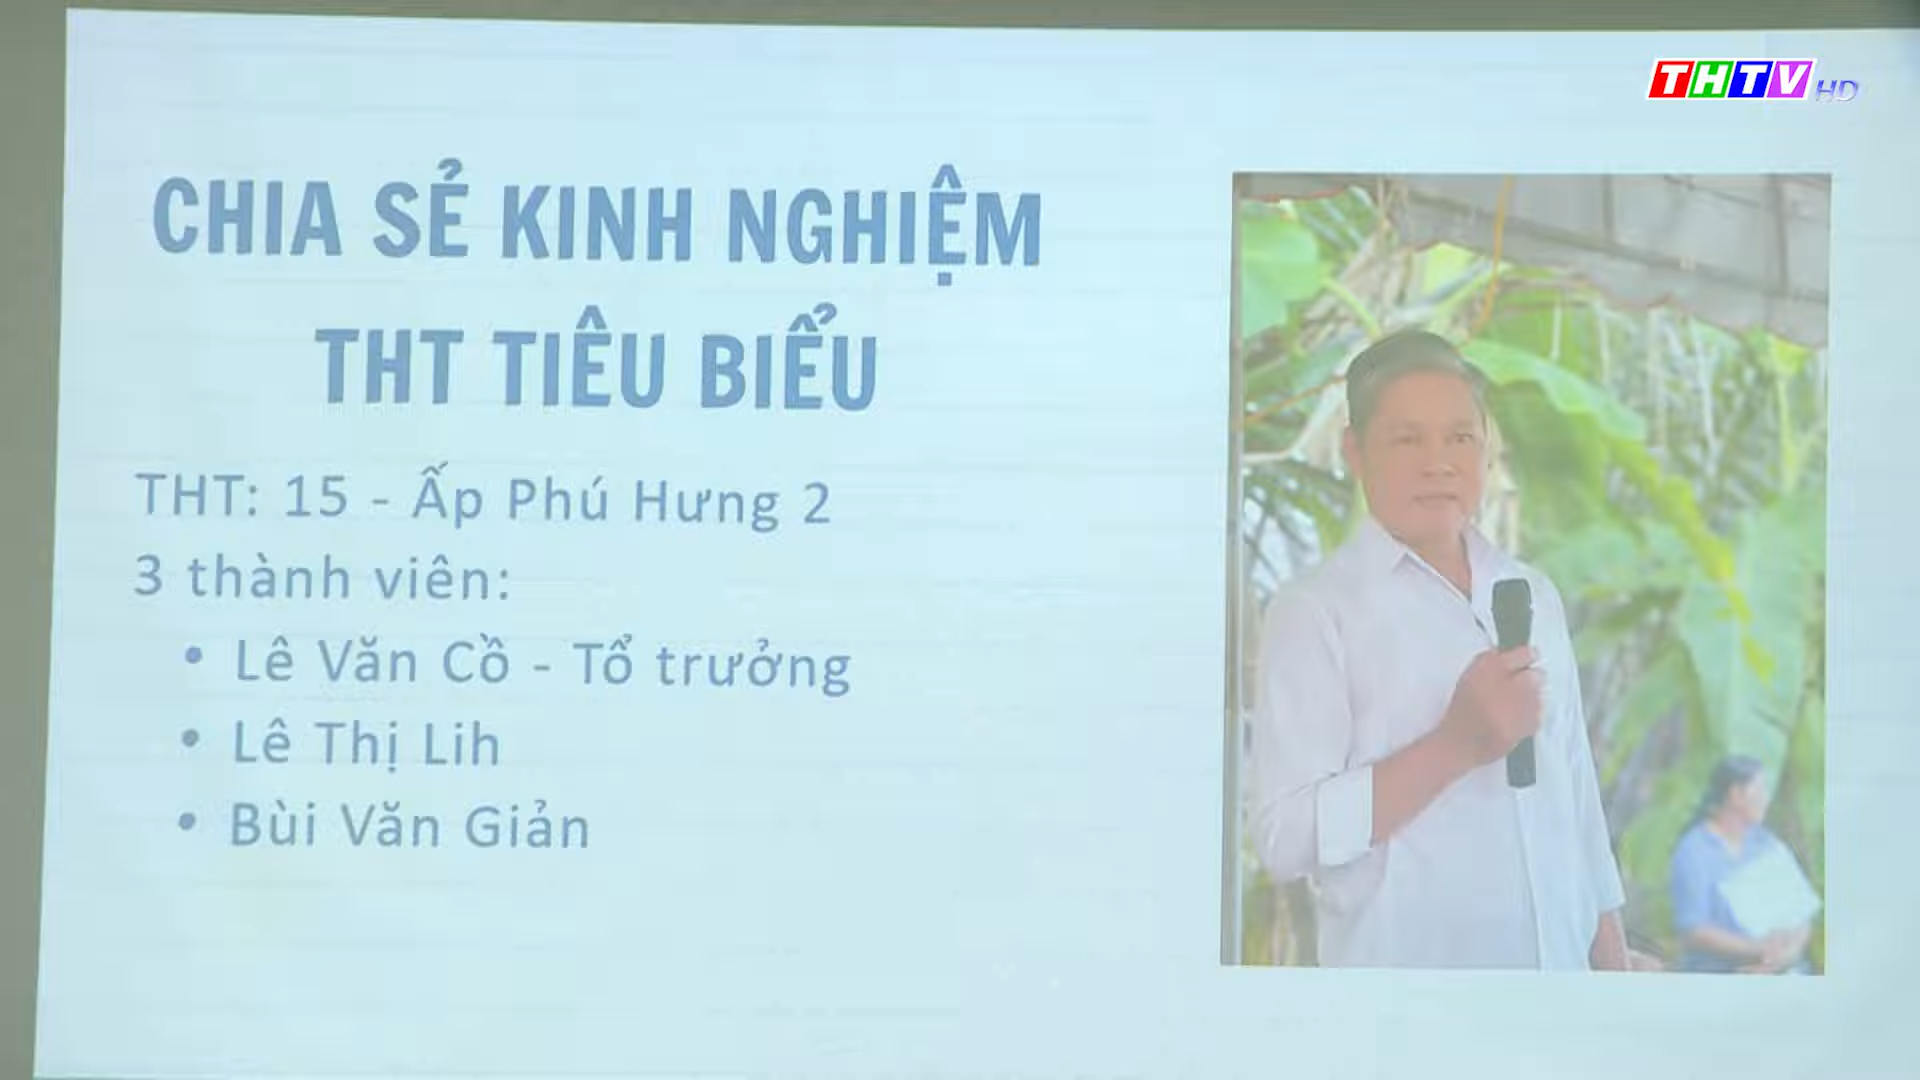 THTV HD
CHIA SẺ KINH NGHIỆM
THT TIÊU BIỂU
THT: 15 - Ấp Phú Hưng 2
3 thành viên:
• Lê Văn Cồ - Tổ trưởng
• Lê Thị Lih
• Bùi Văn Giản